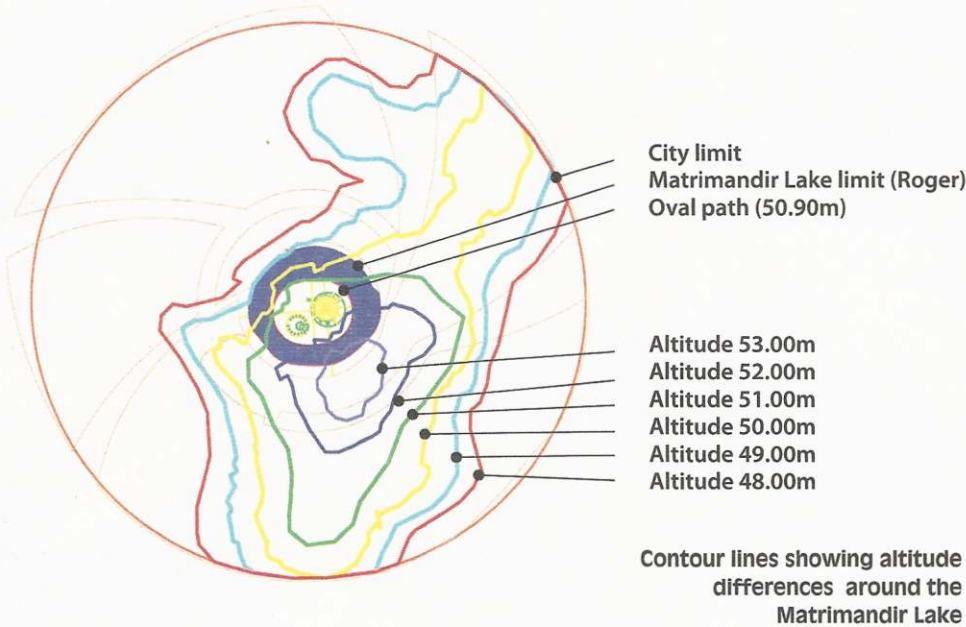 City limit
Matrimandir Lake limit (Roger)
Oval path (50.90m)
Altitude 53.00m
Altitude 52.00m
Altitude 51.00m
Altitude 50.00m
Altitude 49.00m
Altitude 48.00m
Contour lines showing altitude
differences around the
Matrimandir Lake